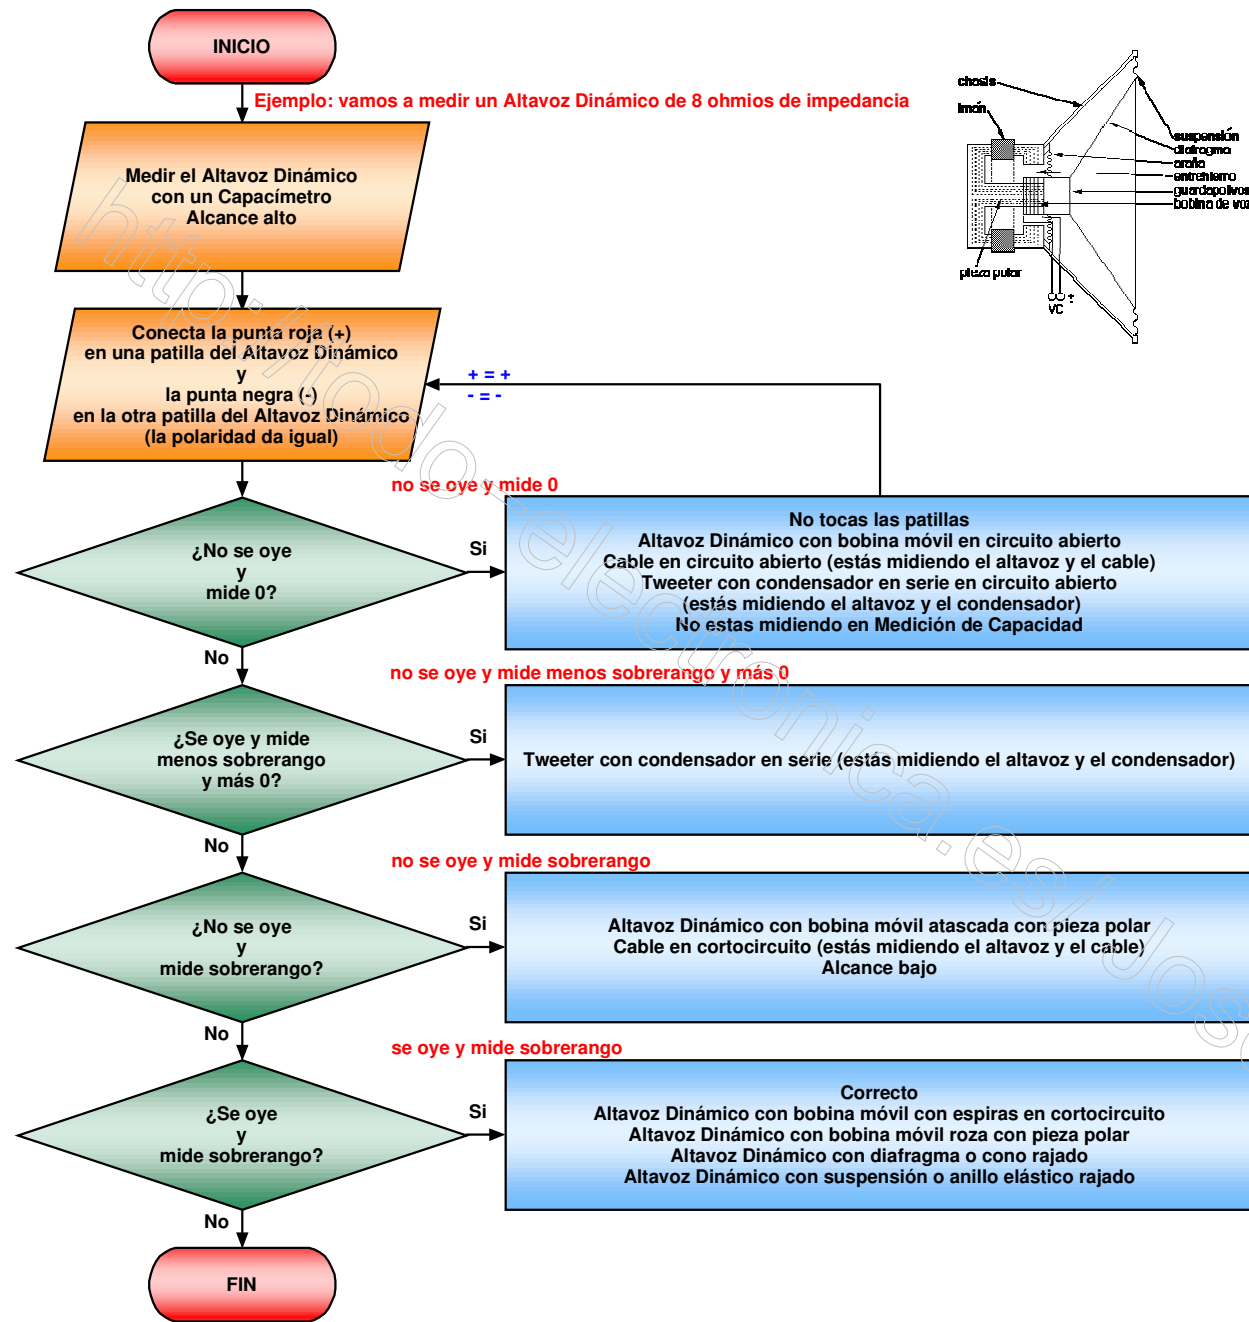 INICIO
Ejemplo: vamos a medir un Altavoz Dinámico de 8 ohmios de impedancia
Medir el Altavoz Dinámico
con un Capacímetro
Alcance alto
chasis
imán
suspensión
diafragma
araña
entrehierro
guardapolvos
bobina de voz
pieza polar
VC
±
Conecta la punta roja (+)
en una patilla del Altavoz Dinámico
y
la punta negra (-)
en la otra patilla del Altavoz Dinámico
(la polaridad da igual)
+ = +
- = -
no se oye y mide 0
¿No se oye
y
mide 0?
Si
No tocas las patillas
Altavoz Dinámico con bobina móvil en circuito abierto
Cable en circuito abierto (estás midiendo el altavoz y el cable)
Tweeter con condensador en serie en circuito abierto
(estás midiendo el altavoz y el condensador)
No estas midiendo en Medición de Capacidad
No
no se oye y mide menos sobrerango y más 0
¿Se oye y mide
menos sobrerango
y más 0?
Si
Tweeter con condensador en serie (estás midiendo el altavoz y el condensador)
No
no se oye y mide sobrerango
¿No se oye
y
mide sobrerango?
Si
Altavoz Dinámico con bobina móvil atascada con pieza polar
Cable en cortocircuito (estás midiendo el altavoz y el cable)
Alcance bajo
No
se oye y mide sobrerango
¿Se oye
y
mide sobrerango?
Si
Correcto
Altavoz Dinámico con bobina móvil con espiras en cortocircuito
Altavoz Dinámico con bobina móvil roza con pieza polar
Altavoz Dinámico con diafragma o cono rajado
Altavoz Dinámico con suspensión o anillo elástico rajado
No
FIN